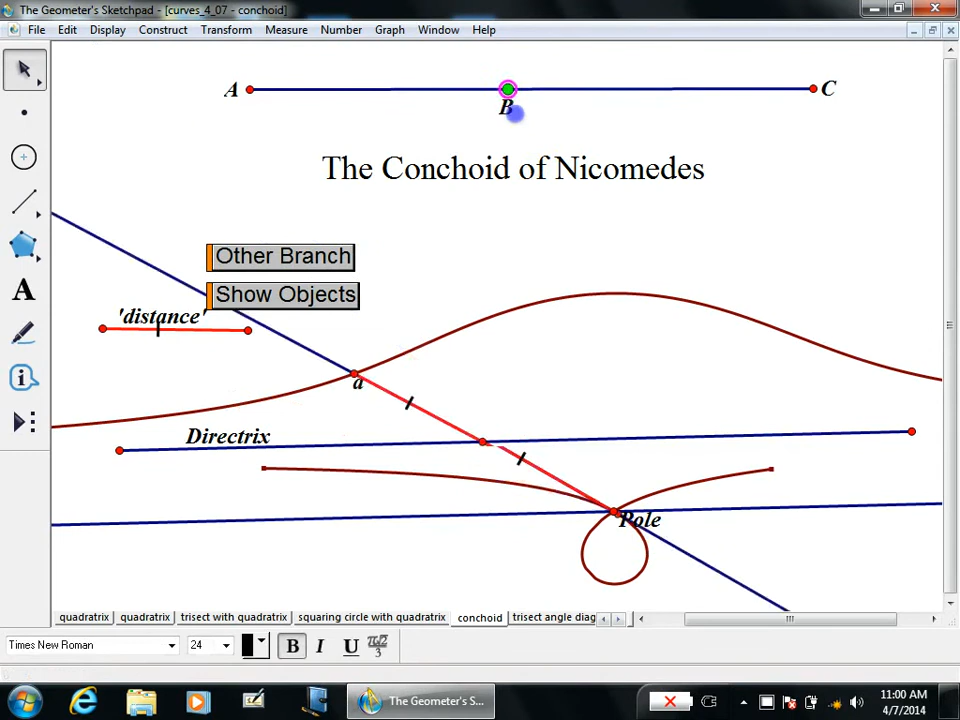 The Geometer's Sketchpad - [curves_4_07 - conchoid]
File Edit Display Construct Transform Measure Number Graph Window Help
A B C
The Conchoid of Nicomedes
Other Branch
Show Objects
'distance'
a
Directrix
Pole
A
quadratrix quadratrix trisect with quadratrix squaring circle with quadratrix conchoid trisect angle diag
Times New Roman 24 B I U
The Geometer's S...
11:00 AM
4/7/2014